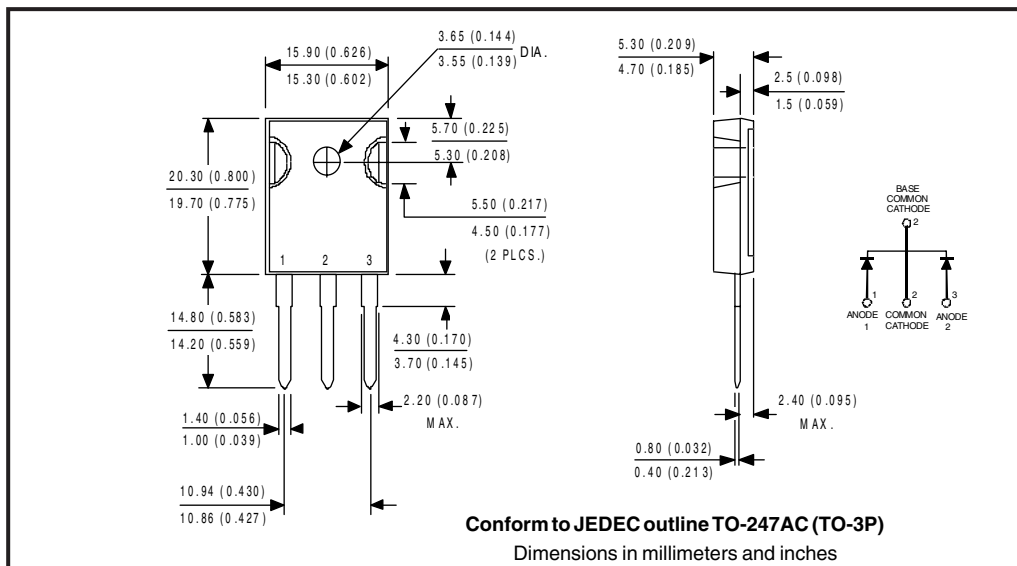 15.90 (0.626)
15.30 (0.602)
3.65 (0.144)
3.55 (0.139)
DIA.
5.30 (0.209)
4.70 (0.185)
2.5 (0.098)
1.5 (0.059)
5.70 (0.225)
5.30 (0.208)
20.30 (0.800)
19.70 (0.775)
5.50 (0.217)
4.50 (0.177)
(2 PLCS.)
1 2 3
BASE
COMMON
CATHODE
2
1 2 3
ANODE
1
COMMON
CATHODE
ANODE
2
14.80 (0.583)
14.20 (0.559)
4.30 (0.170)
3.70 (0.145)
2.20 (0.087)
MAX.
1.40 (0.056)
1.00 (0.039)
2.40 (0.095)
MAX.
0.80 (0.032)
0.40 (0.213)
10.94 (0.430)
10.86 (0.427)
Conform to JEDEC outline TO-247AC (TO-3P)
Dimensions in millimeters and inches